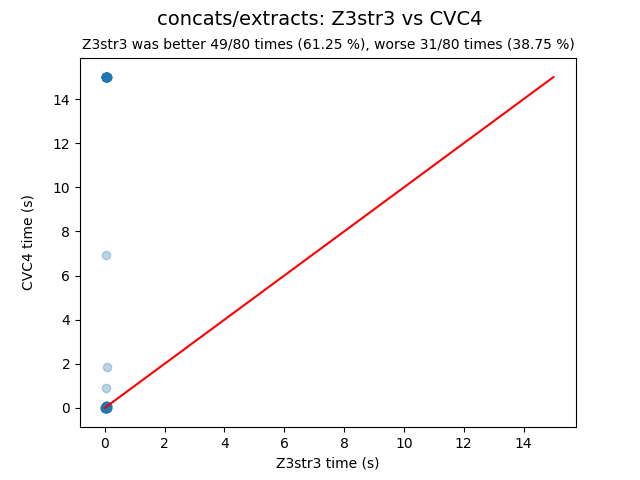 concats/extracts: Z3str3 vs CVC4
Z3str3 was better 49/80 times (61.25 %), worse 31/80 times (38.75 %)
14
12
10
8
6
4
2
0
CVC4 time (s)
0 2 4 6 8 10 12 14
Z3str3 time (s)